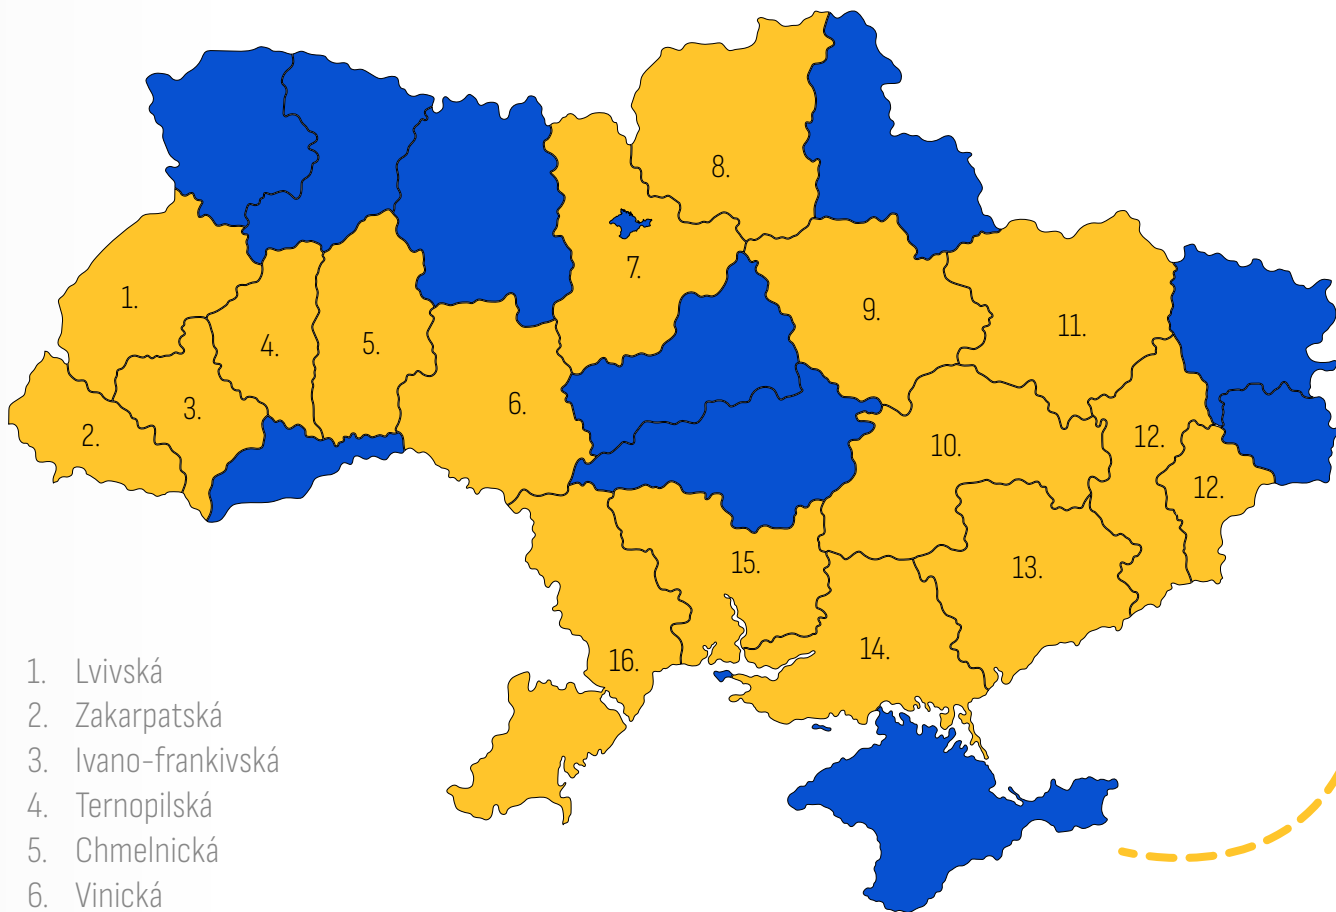 8.
7.
1.
9.
11.
4.
5.
6.
3.
2.
12.
10.
12.
15.
13.
14.
16.
1. Lvivská
2. Zakarpatská
3. Ivano-frankivská
4. Ternopilská
5. Chmelnická
6. Vinická